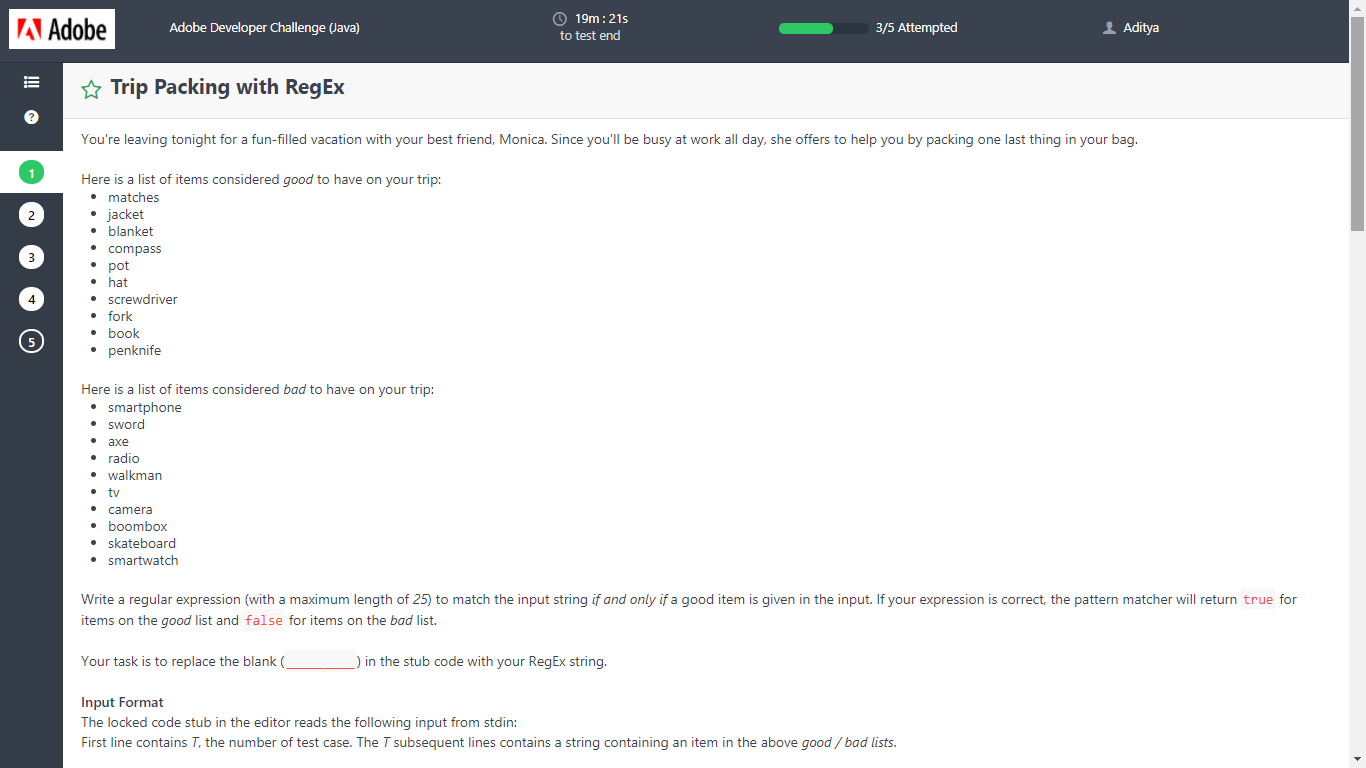 Adobe
Adobe Developer Challenge (Java)
19m : 21s
to test end
3/5 Attempted
Aditya
Trip Packing with RegEx
?
1
2
3
4
5
You're leaving tonight for a fun-filled vacation with your best friend, Monica. Since you'll be busy at work all day, she offers to help you by packing one last thing in your bag.
Here is a list of items considered good to have on your trip:
matches
jacket
blanket
compass
pot
hat
screwdriver
fork
book
penknife
Here is a list of items considered bad to have on your trip:
smartphone
sword
axe
radio
walkman
tv
camera
boombox
skateboard
smartwatch
Write a regular expression (with a maximum length of 25) to match the input string if and only if a good item is given in the input. If your expression is correct, the pattern matcher will return true for
items on the good list and false for items on the bad list.
Your task is to replace the blank (__________) in the stub code with your RegEx string.
Input Format
The locked code stub in the editor reads the following input from stdin:
First line contains T, the number of test case. The T subsequent lines contains a string containing an item in the above good / bad lists.